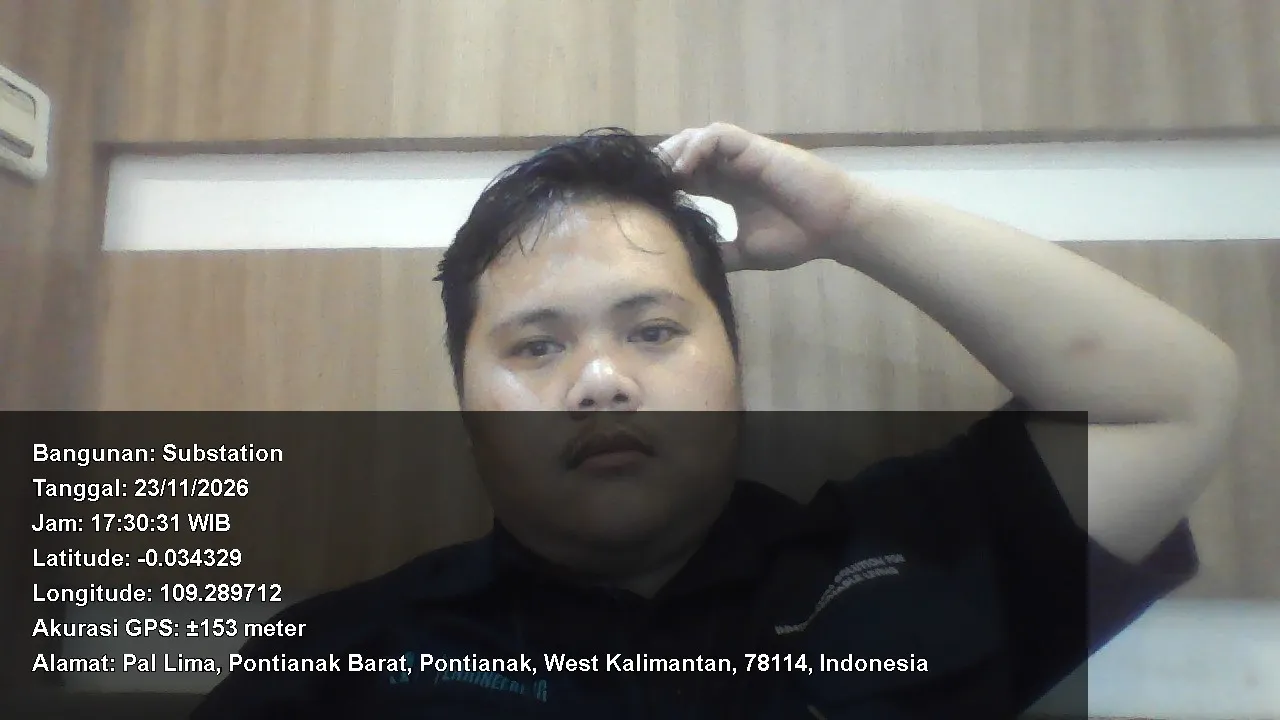 Bangunan: Substation
Tanggal: 23/11/2026
Jam: 17:30:31 WIB
Latitude: -0.034329
Longitude: 109.289712
Akurasi GPS: ±153 meter
Alamat: Pal Lima, Pontianak Barat, Pontianak, West Kalimantan, 78114, Indonesia